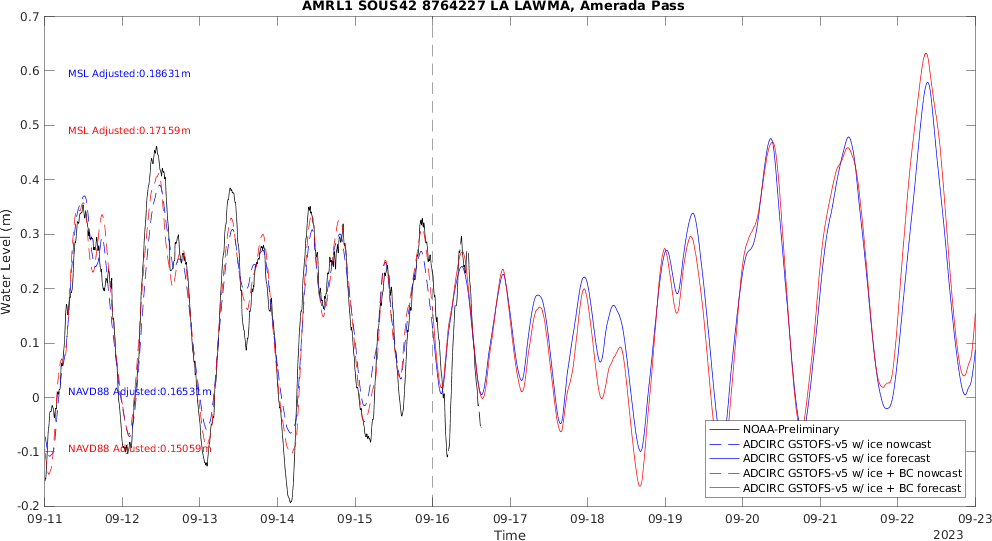 AMRL1 SOUS42 8764227 LA LAWMA, Amerada Pass
0.7
0.6
0.5
0.4
0.3
0.2
0.1
0
-0.1
-0.2
Water Level (m)
MSL Adjusted:0.18631m
MSL Adjusted:0.17159m
NAVD88 Adjusted:0.16531m
NAVD88 Adjusted:0.15059m
NOAA-Preliminary
ADCIRC GSTOFS-v5 w/ ice nowcast
ADCIRC GSTOFS-v5 w/ ice forecast
ADCIRC GSTOFS-v5 w/ice + BC nowcast
ADCIRC GSTOFS-v5 w/ice + BC forecast
09-11 09-12 09-13 09-14 09-15 09-16 09-17 09-18 09-19 09-20 09-21 09-22 09-23
Time
2023